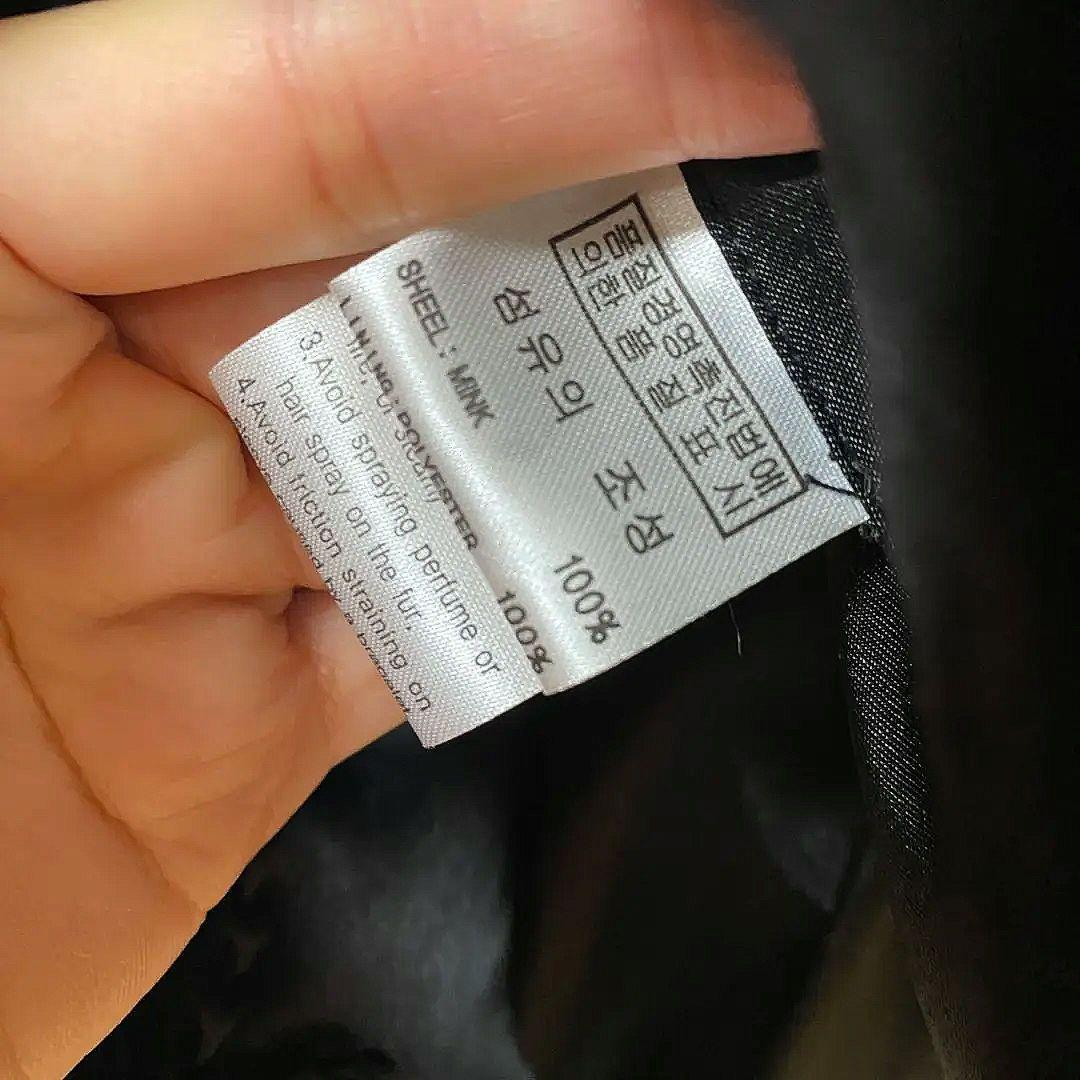 품질경영촉진법에
의한 품질표시
섬유의 조성
SHEEL: MINK 100%
LINING: POLYESTER 100%
3.Avoid spraying perfume or
hair spray on the fur.
4.Avoid friction straining on